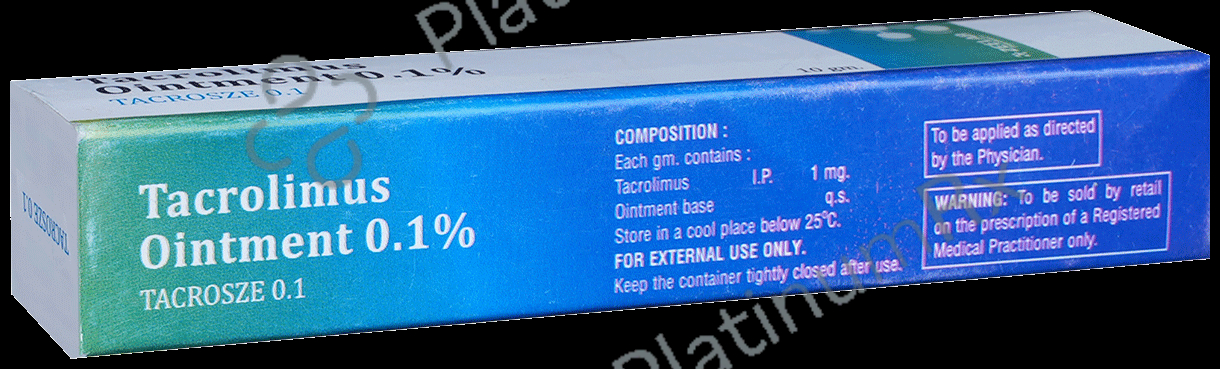 Tacrolimus
Ointment 0.1%
TACROSZE 0.1
10 gm.
TACROSZE 0.1
Tacrolimus
Ointment 0.1%
TACROSZE 0.1
COMPOSITION :
Each gm. contains :
Tacrolimus I.P. 1 mg.
Ointment base q.s.
Store in a cool place below 25°C.
FOR EXTERNAL USE ONLY.
Keep the container tightly closed after use.
To be applied as directed
by the Physician.
WARNING: To be sold by retail
on the prescription of a Registered
Medical Practitioner only.
PlatinumRx
Platinum